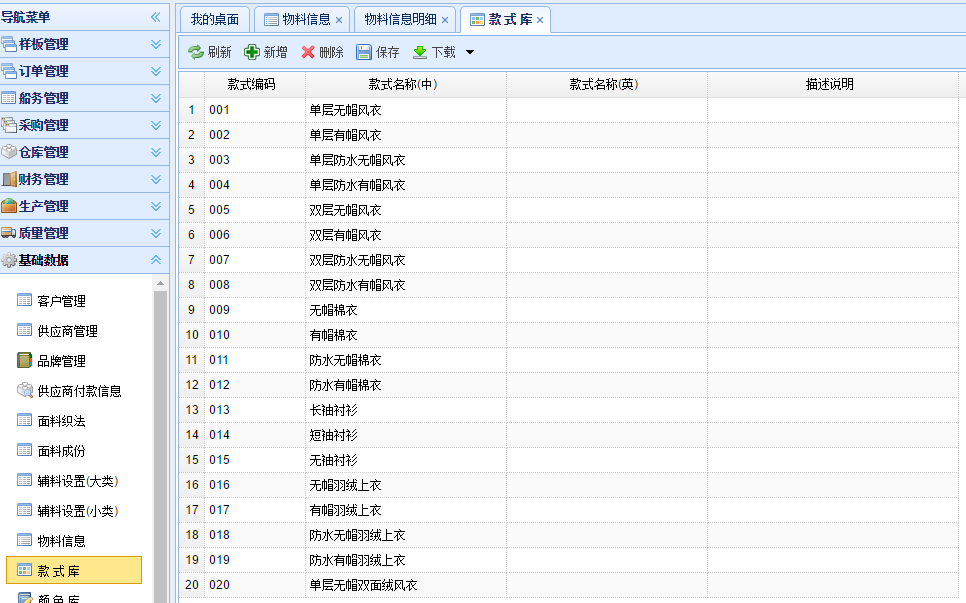 导航菜单
样板管理
订单管理
船务管理
采购管理
仓库管理
财务管理
生产管理
质量管理
基础数据
客户管理
供应商管理
品牌管理
供应商付款信息
面料织法
面料成份
辅料设置(大类)
辅料设置(小类)
物料信息
款式库
颜色库
我的桌面 物料信息 物料信息明细 款式库
刷新 新增 删除 保存 下载
款式编码 款式名称(中) 款式名称(英) 描述说明
1 001 单层无帽风衣
2 002 单层有帽风衣
3 003 单层防水无帽风衣
4 004 单层防水有帽风衣
5 005 双层无帽风衣
6 006 双层有帽风衣
7 007 双层防水无帽风衣
8 008 双层防水有帽风衣
9 009 无帽棉衣
10 010 有帽棉衣
11 011 防水无帽棉衣
12 012 防水有帽棉衣
13 013 长袖衬衫
14 014 短袖衬衫
15 015 无袖衬衫
16 016 无帽羽绒上衣
17 017 有帽羽绒上衣
18 018 防水无帽羽绒上衣
19 019 防水有帽羽绒上衣
20 020 单层无帽双面绒风衣